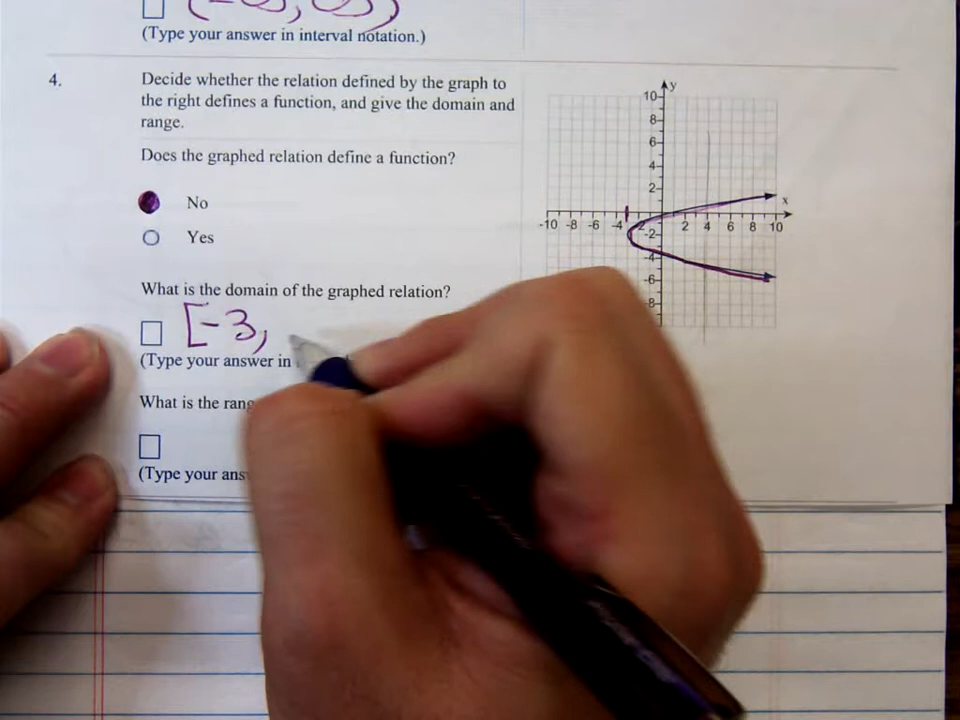 (-∞, ∞)
(Type your answer in interval notation.)
4.
Decide whether the relation defined by the graph to
the right defines a function, and give the domain and
range.
Does the graphed relation define a function?
No
Yes
What is the domain of the graphed relation?
[-3,
(Type your answer in
What is the rang
(Type your ans
y
10
8
6
4
2
x
-10 -8 -6 -4 2 4 6 8 10
-2
-4
-6
-8